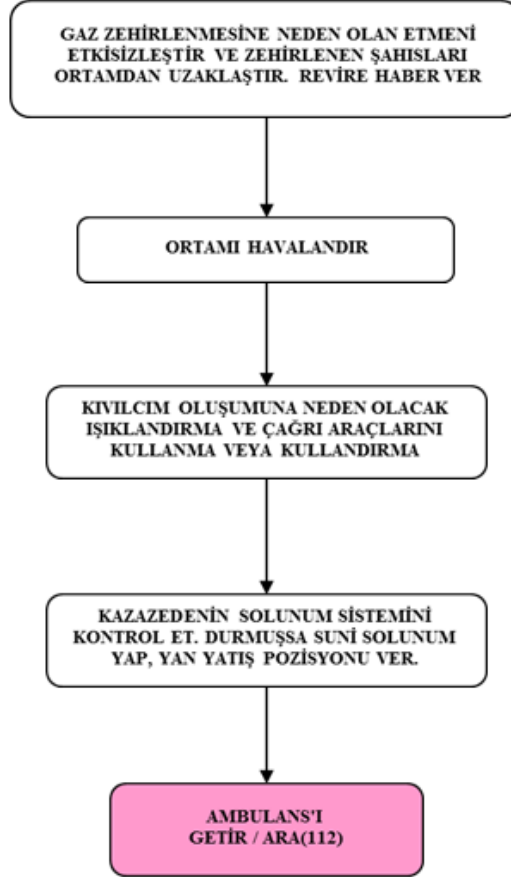 GAZ ZEHİRLENMESİNE NEDEN OLAN ETMENİ
ETKİSİZLEŞTİR VE ZEHİRLENEN ŞAHISLARI
ORTAMDAN UZAKLAŞTIR. REVİRE HABER VER
ORTAMI HAVALANDIR
KIVILCIM OLUŞUMUNA NEDEN OLACAK
IŞIKLANDIRMA VE ÇAĞRI ARAÇLARINI
KULLANMA VEYA KULLANDIRMA
KAZAZEDENİN SOLUNUM SİSTEMİNİ
KONTROL ET. DURMUŞSA SUNİ SOLUNUM
YAP, YAN YATIŞ POZİSYONU VER.
AMBULANS'I
GETİR / ARA(112)